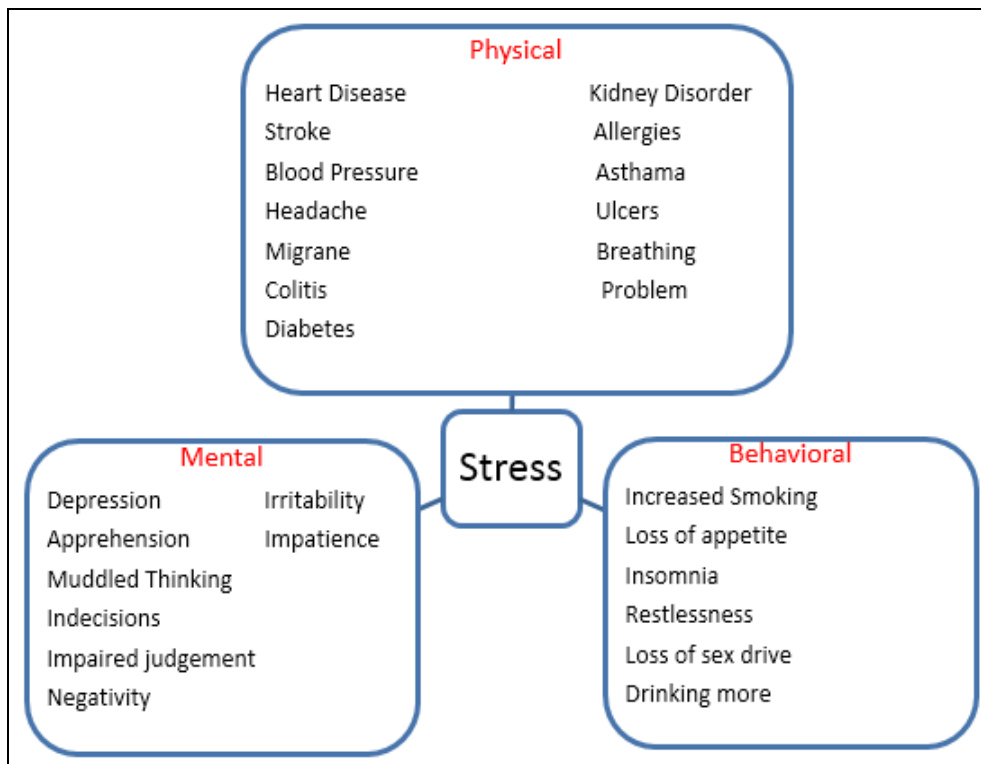 Physical
Heart Disease
Stroke
Blood Pressure
Headache
Migrane
Colitis
Diabetes
Kidney Disorder
Allergies
Asthama
Ulcers
Breathing
Problem
Stress
Mental
Depression
Apprehension
Muddled Thinking
Indecisions
Impaired judgement
Negativity
Irritability
Impatience
Behavioral
Increased Smoking
Loss of appetite
Insomnia
Restlessness
Loss of sex drive
Drinking more